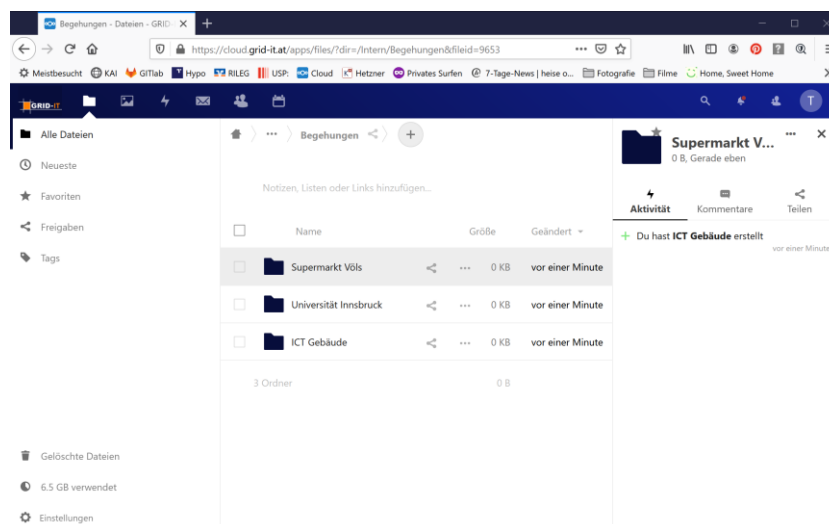 Begehungen - Dateien - GRID
https://cloud.grid-it.at/apps/files/?dir=/Intern/Begehungen&fileid=9653
Meistbesucht KAI GITlab Hypo RILEG USP: Cloud Hetzner Privates Surfen 7-Tage-News | heise o... Fotografie Filme Home, Sweet Home
GRID-IT
T
Alle Dateien
Neueste
Favoriten
Freigaben
Tags
Gelöschte Dateien
6.5 GB verwendet
Einstellungen
... Begehungen +
Notizen, Listen oder Links hinzufügen...
Name Größe Geändert
Supermarkt Völs ... 0 KB vor einer Minute
Universität Innsbruck ... 0 KB vor einer Minute
ICT Gebäude ... 0 KB vor einer Minute
3 Ordner 0 B
Supermarkt V... ...
0 B, Gerade eben
Aktivität Kommentare Teilen
+ Du hast ICT Gebäude erstellt
vor einer Minute